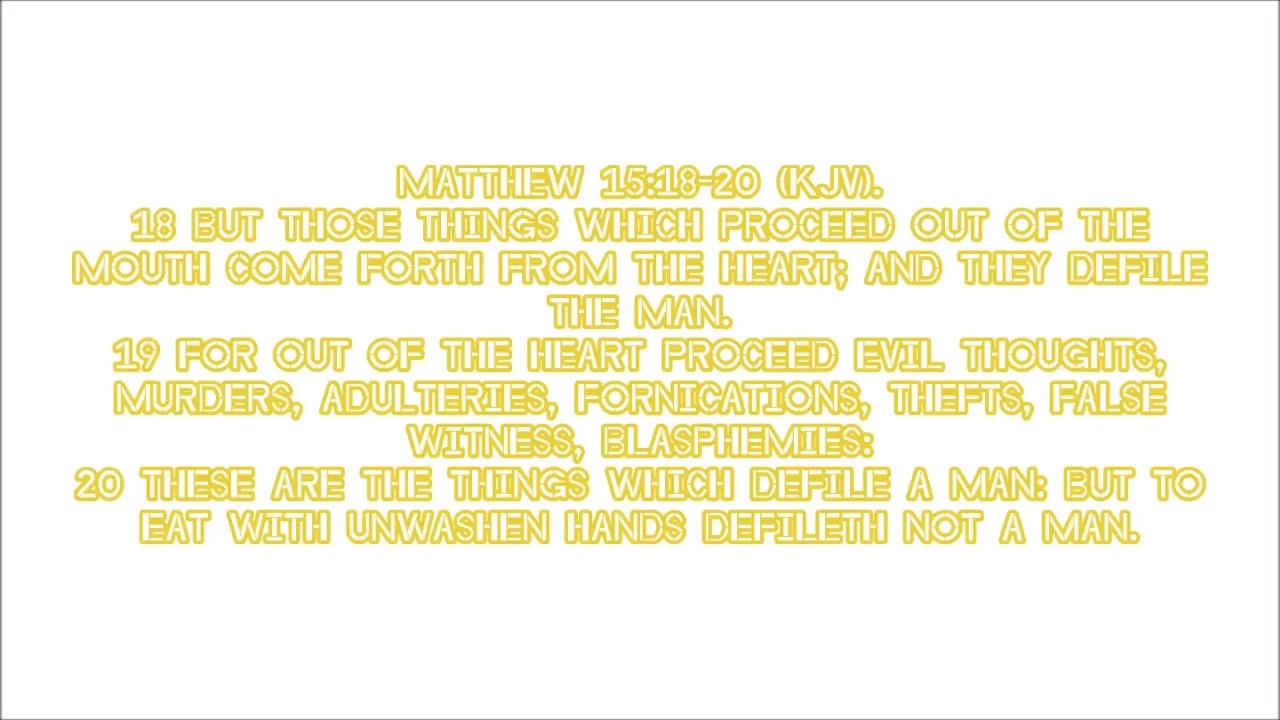 MATTHEW 15:18-20 (KJV).
18 BUT THOSE THINGS WHICH PROCEED OUT OF THE
MOUTH COME FORTH FROM THE HEART; AND THEY DEFILE
THE MAN.
19 FOR OUT OF THE HEART PROCEED EVIL THOUGHTS,
MURDERS, ADULTERIES, FORNICATIONS, THEFTS, FALSE
WITNESS, BLASPHEMIES:
20 THESE ARE THE THINGS WHICH DEFILE A MAN: BUT TO
EAT WITH UNWASHEN HANDS DEFILETH NOT A MAN.